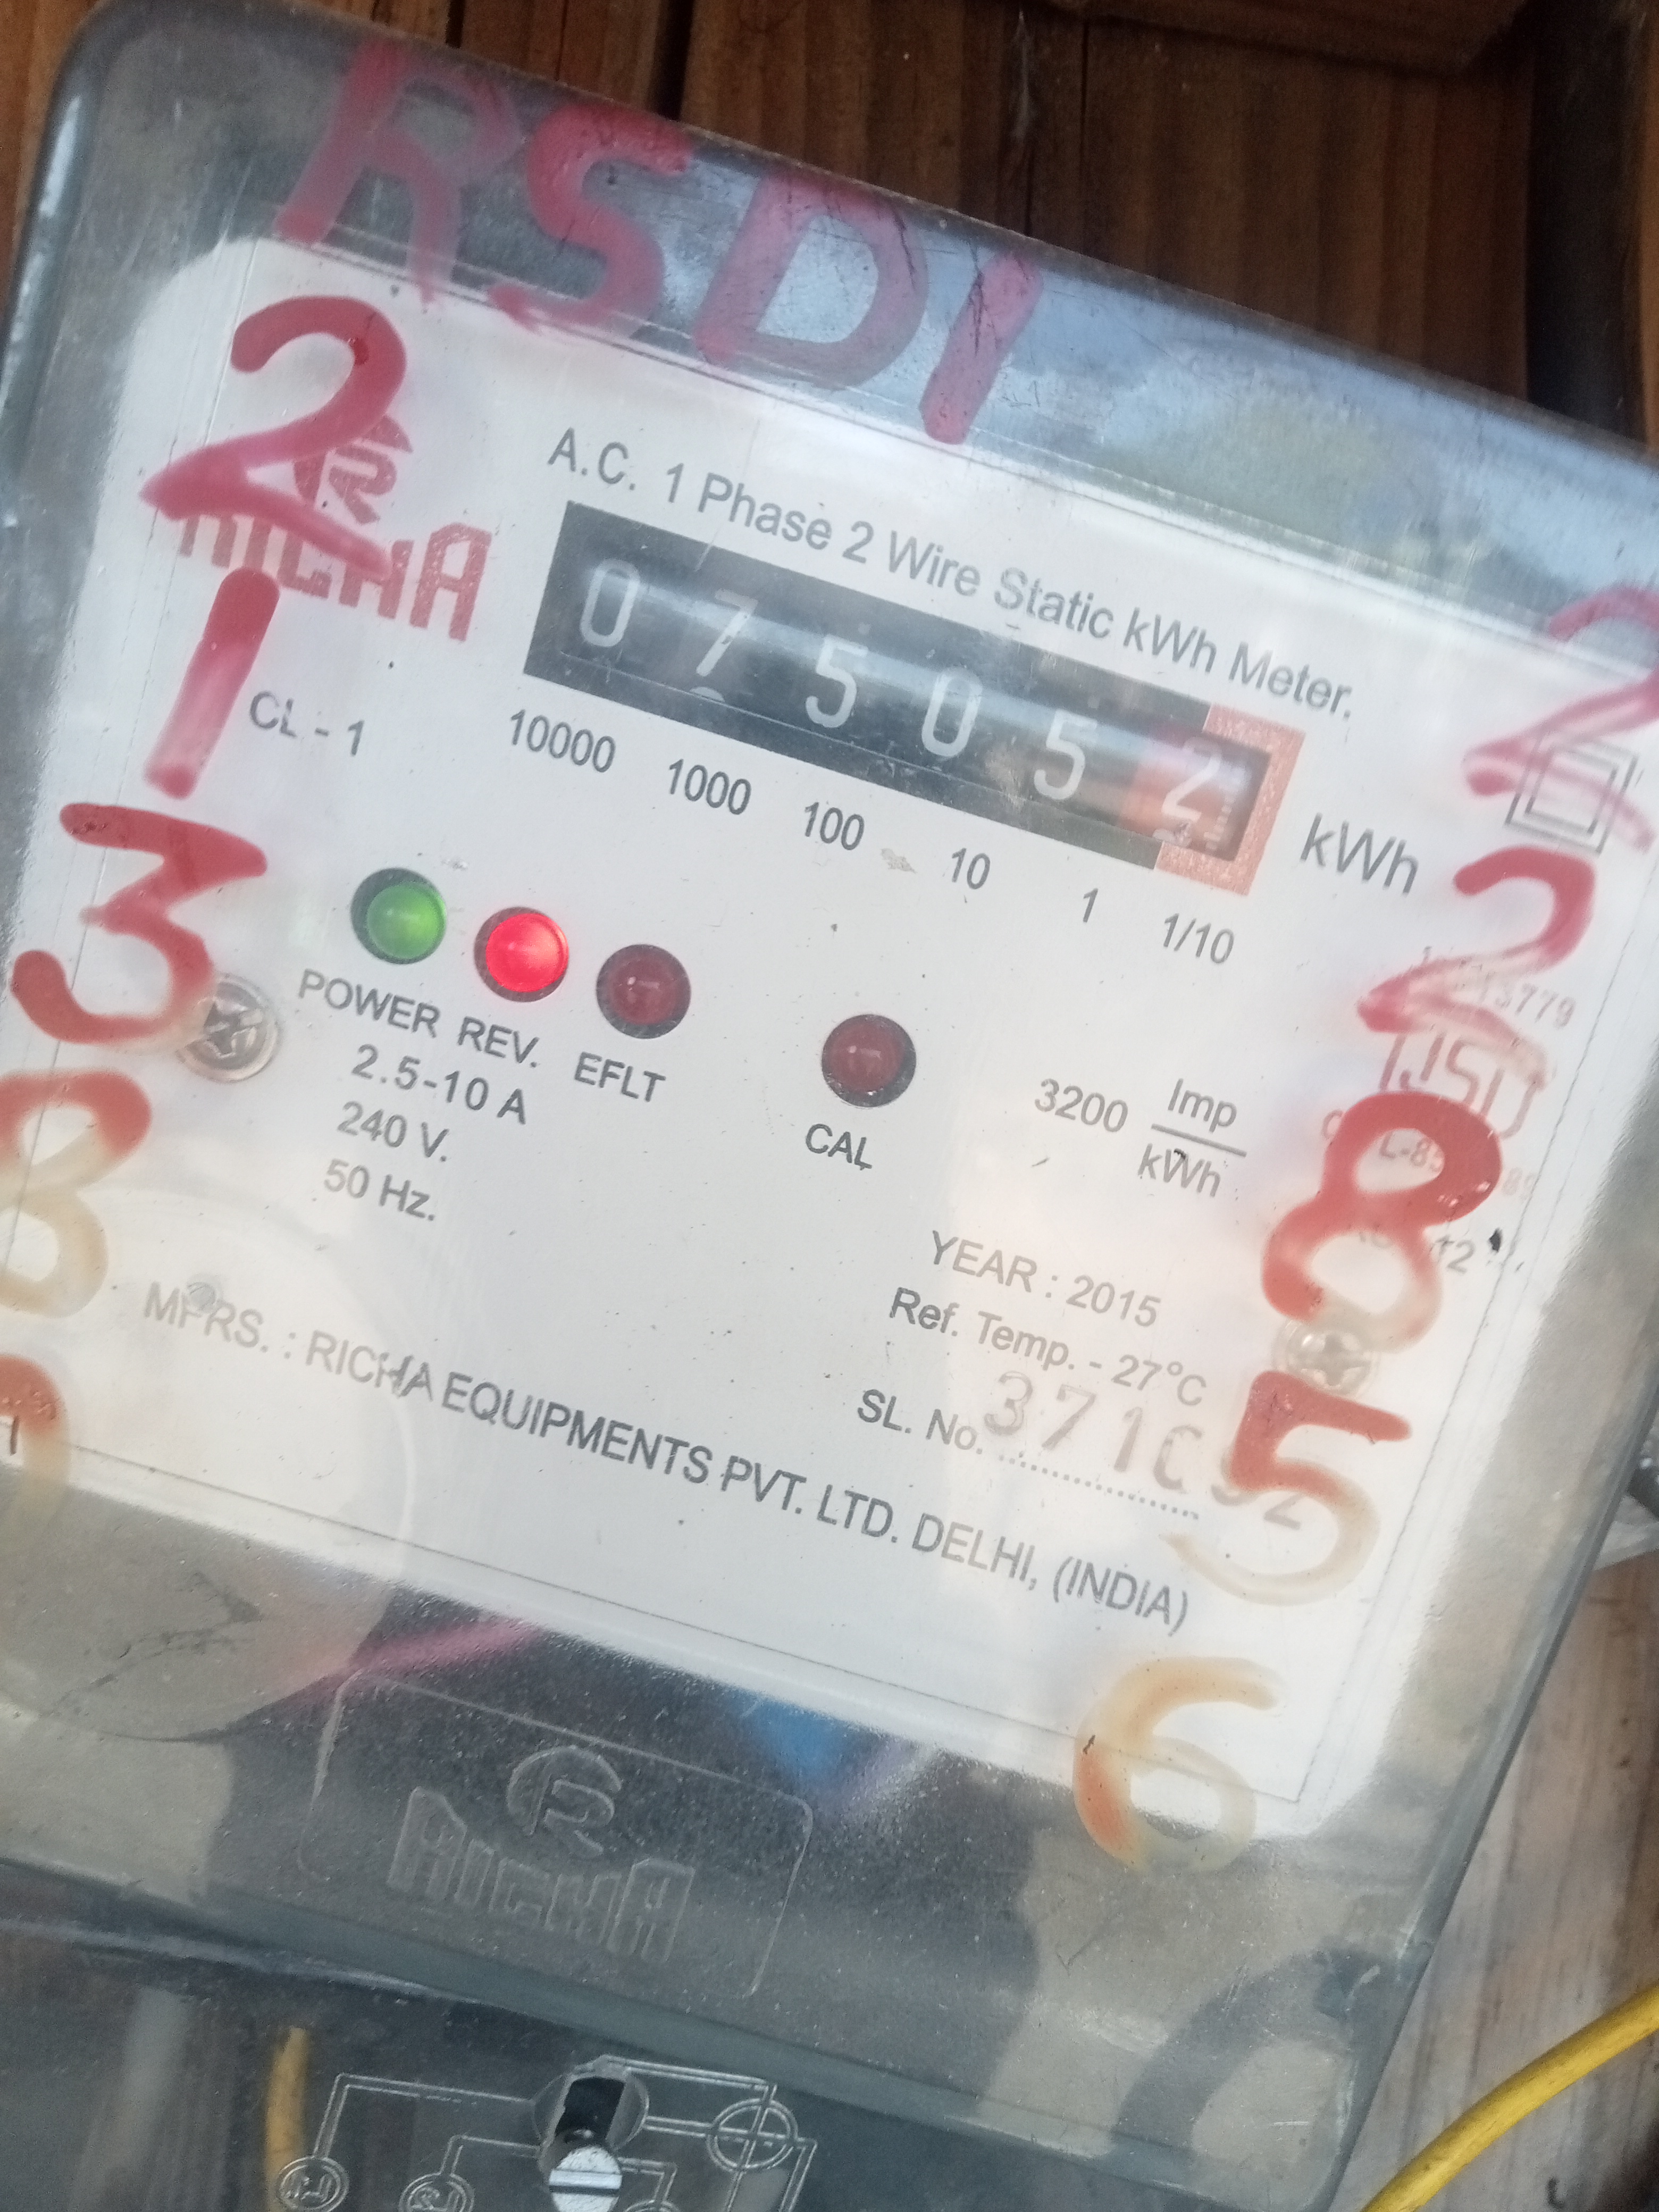 RSDI
2
1
3
8
RICHA
A.C. 1 Phase 2 Wire Static kWh Meter.
0 7 5 0 5 2
10000 1000 100 10 1 1/10
kWh
CL - 1
POWER REV. EFLT
CAL
2.5-10 A
240 V.
50 Hz.
3200 Imp
kWh
YEAR : 2015
Ref. Temp. - 27°C
SL. No.
MFRS. : RICHA EQUIPMENTS PVT. LTD. DELHI, (INDIA)
2
2
8
5
6
RICHA